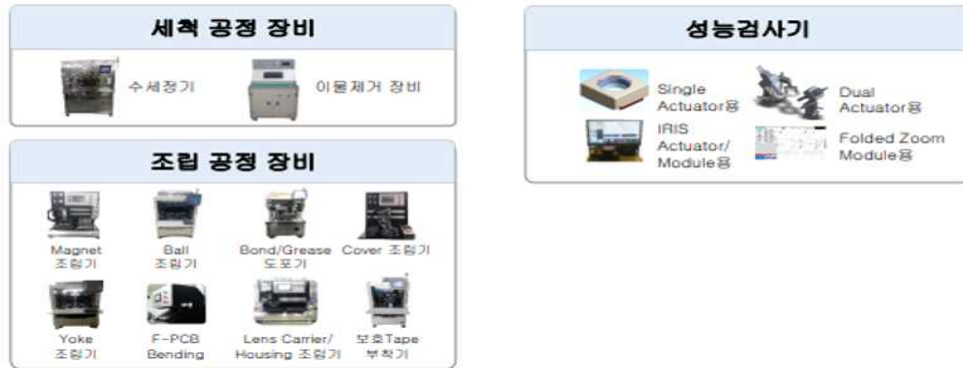 세척 공정 장비
수세정기
이물제거 장비
조립 공정 장비
Magnet
조립기
Ball
조립기
Bond/Grease
도포기
Cover 조립기
Yoke
조립기
F-PCB
Bending
Lens Carrier/
Housing 조립기
보호Tape
부착기
성능검사기
Single
Actuator용
Dual
Actuator용
IRIS
Actuator/
Module용
Folded Zoom
Module용